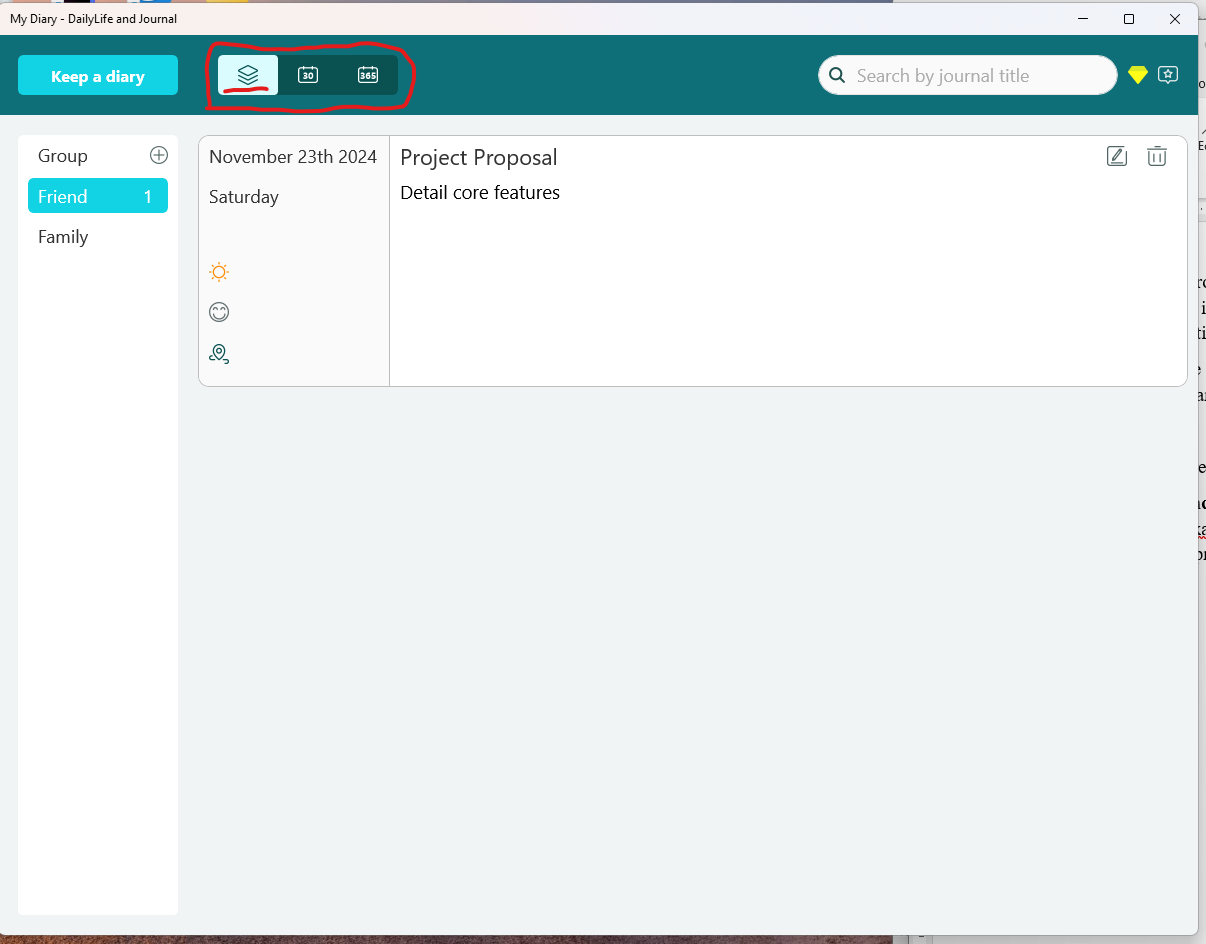 My Diary - DailyLife and Journal
Keep a diary
30
365
Search by journal title
Group
Friend 1
Family
November 23th 2024
Saturday
Project Proposal
Detail core features